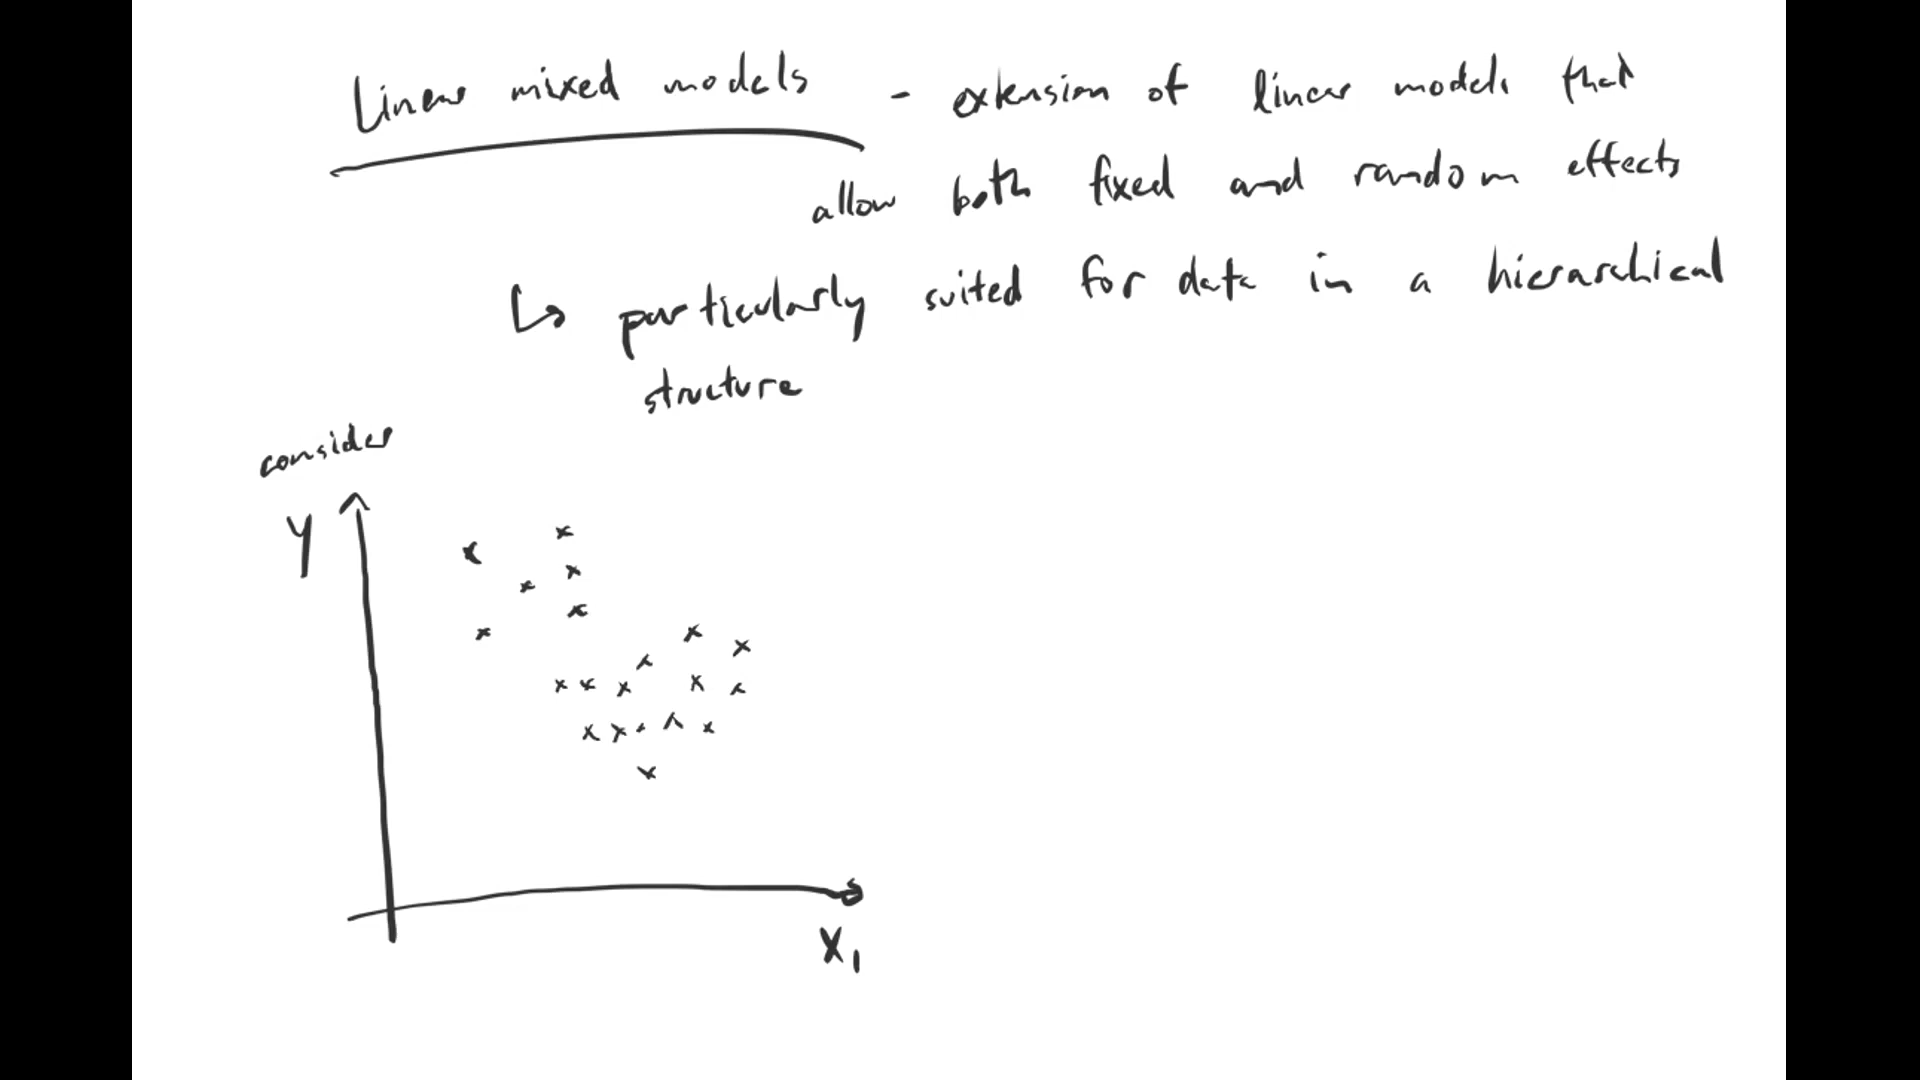 Linear mixed models - extension of linear models that
allow both fixed and random effects
↳ particularly suited for data in a hierarchical
structure
consider
y
x₁